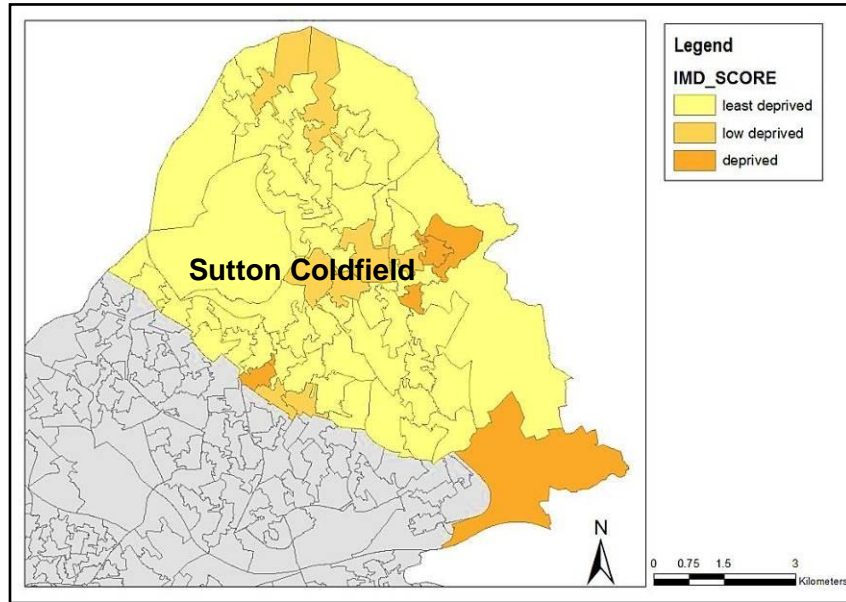 Legend
IMD_SCORE
least deprived
low deprived
deprived
Sutton Coldfield
N
0 0.75 1.5 3
Kilometers